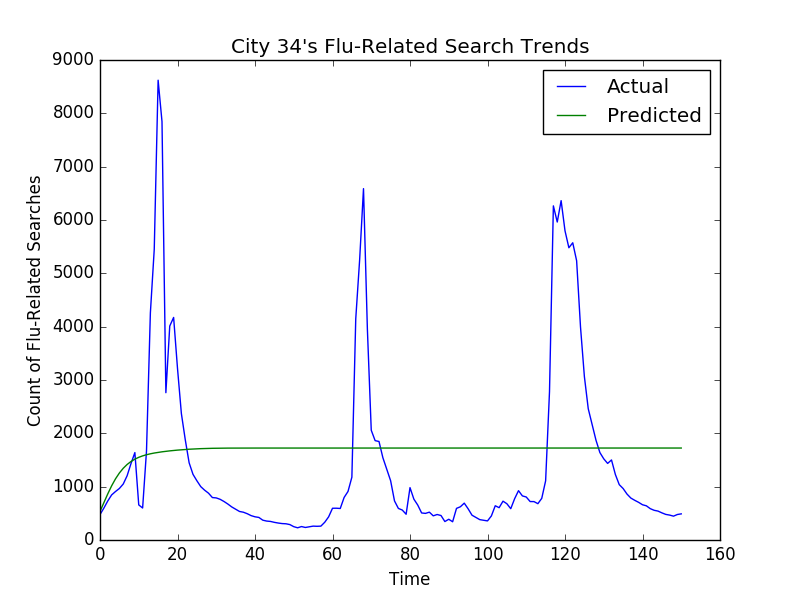 City 34's Flu-Related Search Trends
Actual
Predicted
Count of Flu-Related Searches
9000
8000
7000
6000
5000
4000
3000
2000
1000
0
0 20 40 60 80 100 120 140 160
Time